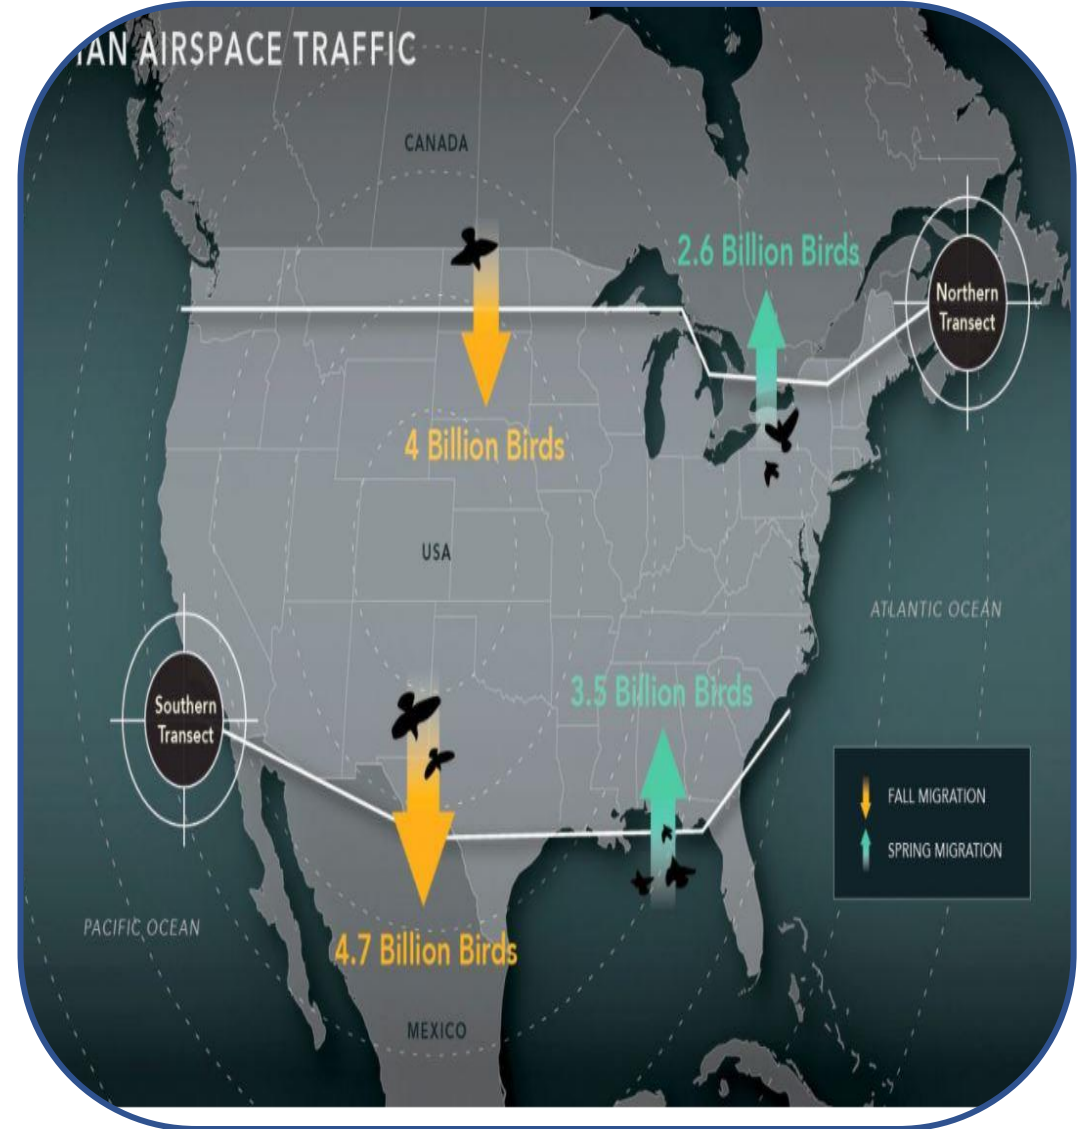 AIRSPACE TRAFFIC
CANADA
2.6 Billion Birds
Northern
Transect
4 Billion Birds
USA
ATLANTIC OCEAN
3.5 Billion Birds
Southern
Transect
FALL MIGRATION
SPRING MIGRATION
PACIFIC OCEAN
4.7 Billion Birds
MEXICO